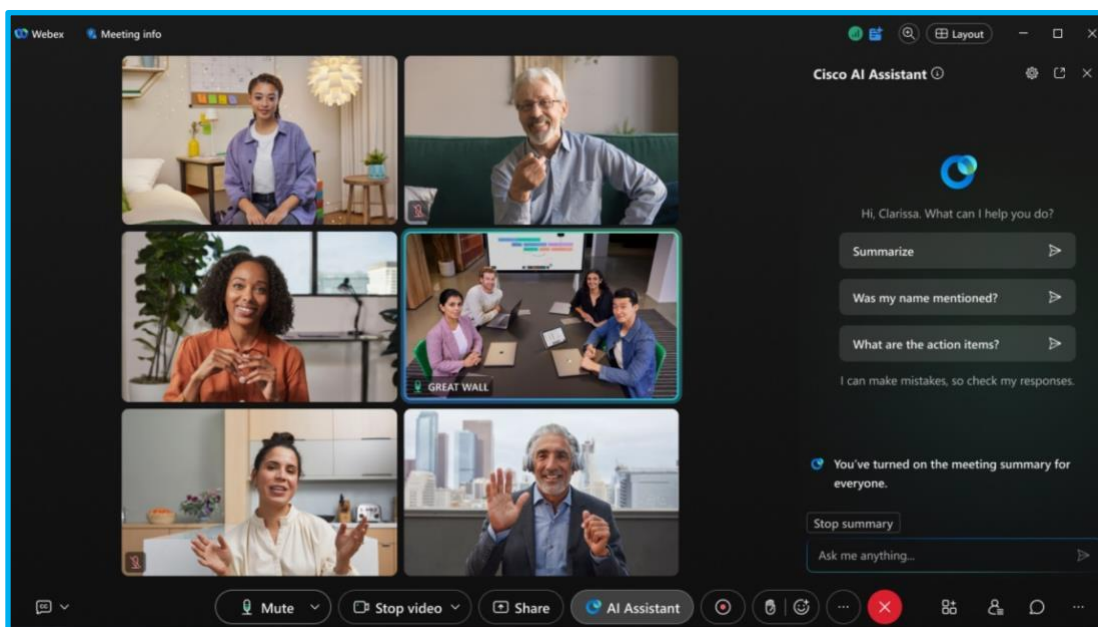 Webex
Meeting info
Layout
Cisco AI Assistant
Hi, Clarissa. What can I help you do?
Summarize
Was my name mentioned?
What are the action items?
I can make mistakes, so check my responses.
GREAT WALL
You've turned on the meeting summary for
everyone.
Stop summary
Ask me anything...
CC
Mute
Stop video
Share
AI Assistant